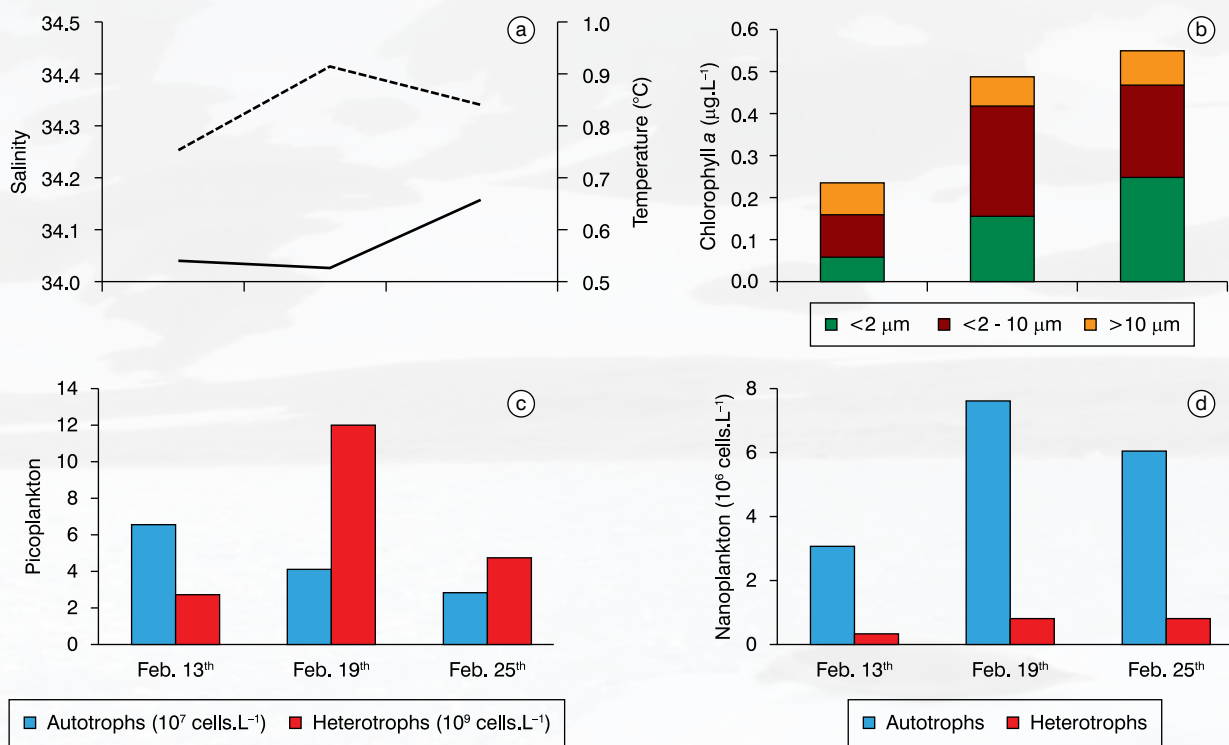 a
Salinity
34.5
34.4
34.3
34.2
34.1
34.0
1.0
0.9
0.8
0.7
0.6
0.5
Temperature (°C)
b
Chlorophyll a (µg.L⁻¹)
0.6
0.5
0.4
0.3
0.2
0.1
0.0
<2 µm <2 - 10 µm >10 µm
c
Picoplankton
14
12
10
8
6
4
2
0
Feb. 13th Feb. 19th Feb. 25th
Autotrophs (10⁷ cells.L⁻¹) Heterotrophs (10⁹ cells.L⁻¹)
d
Nanoplankton (10⁶ cells.L⁻¹)
8
6
4
2
0
Feb. 13th Feb. 19th Feb. 25th
Autotrophs Heterotrophs